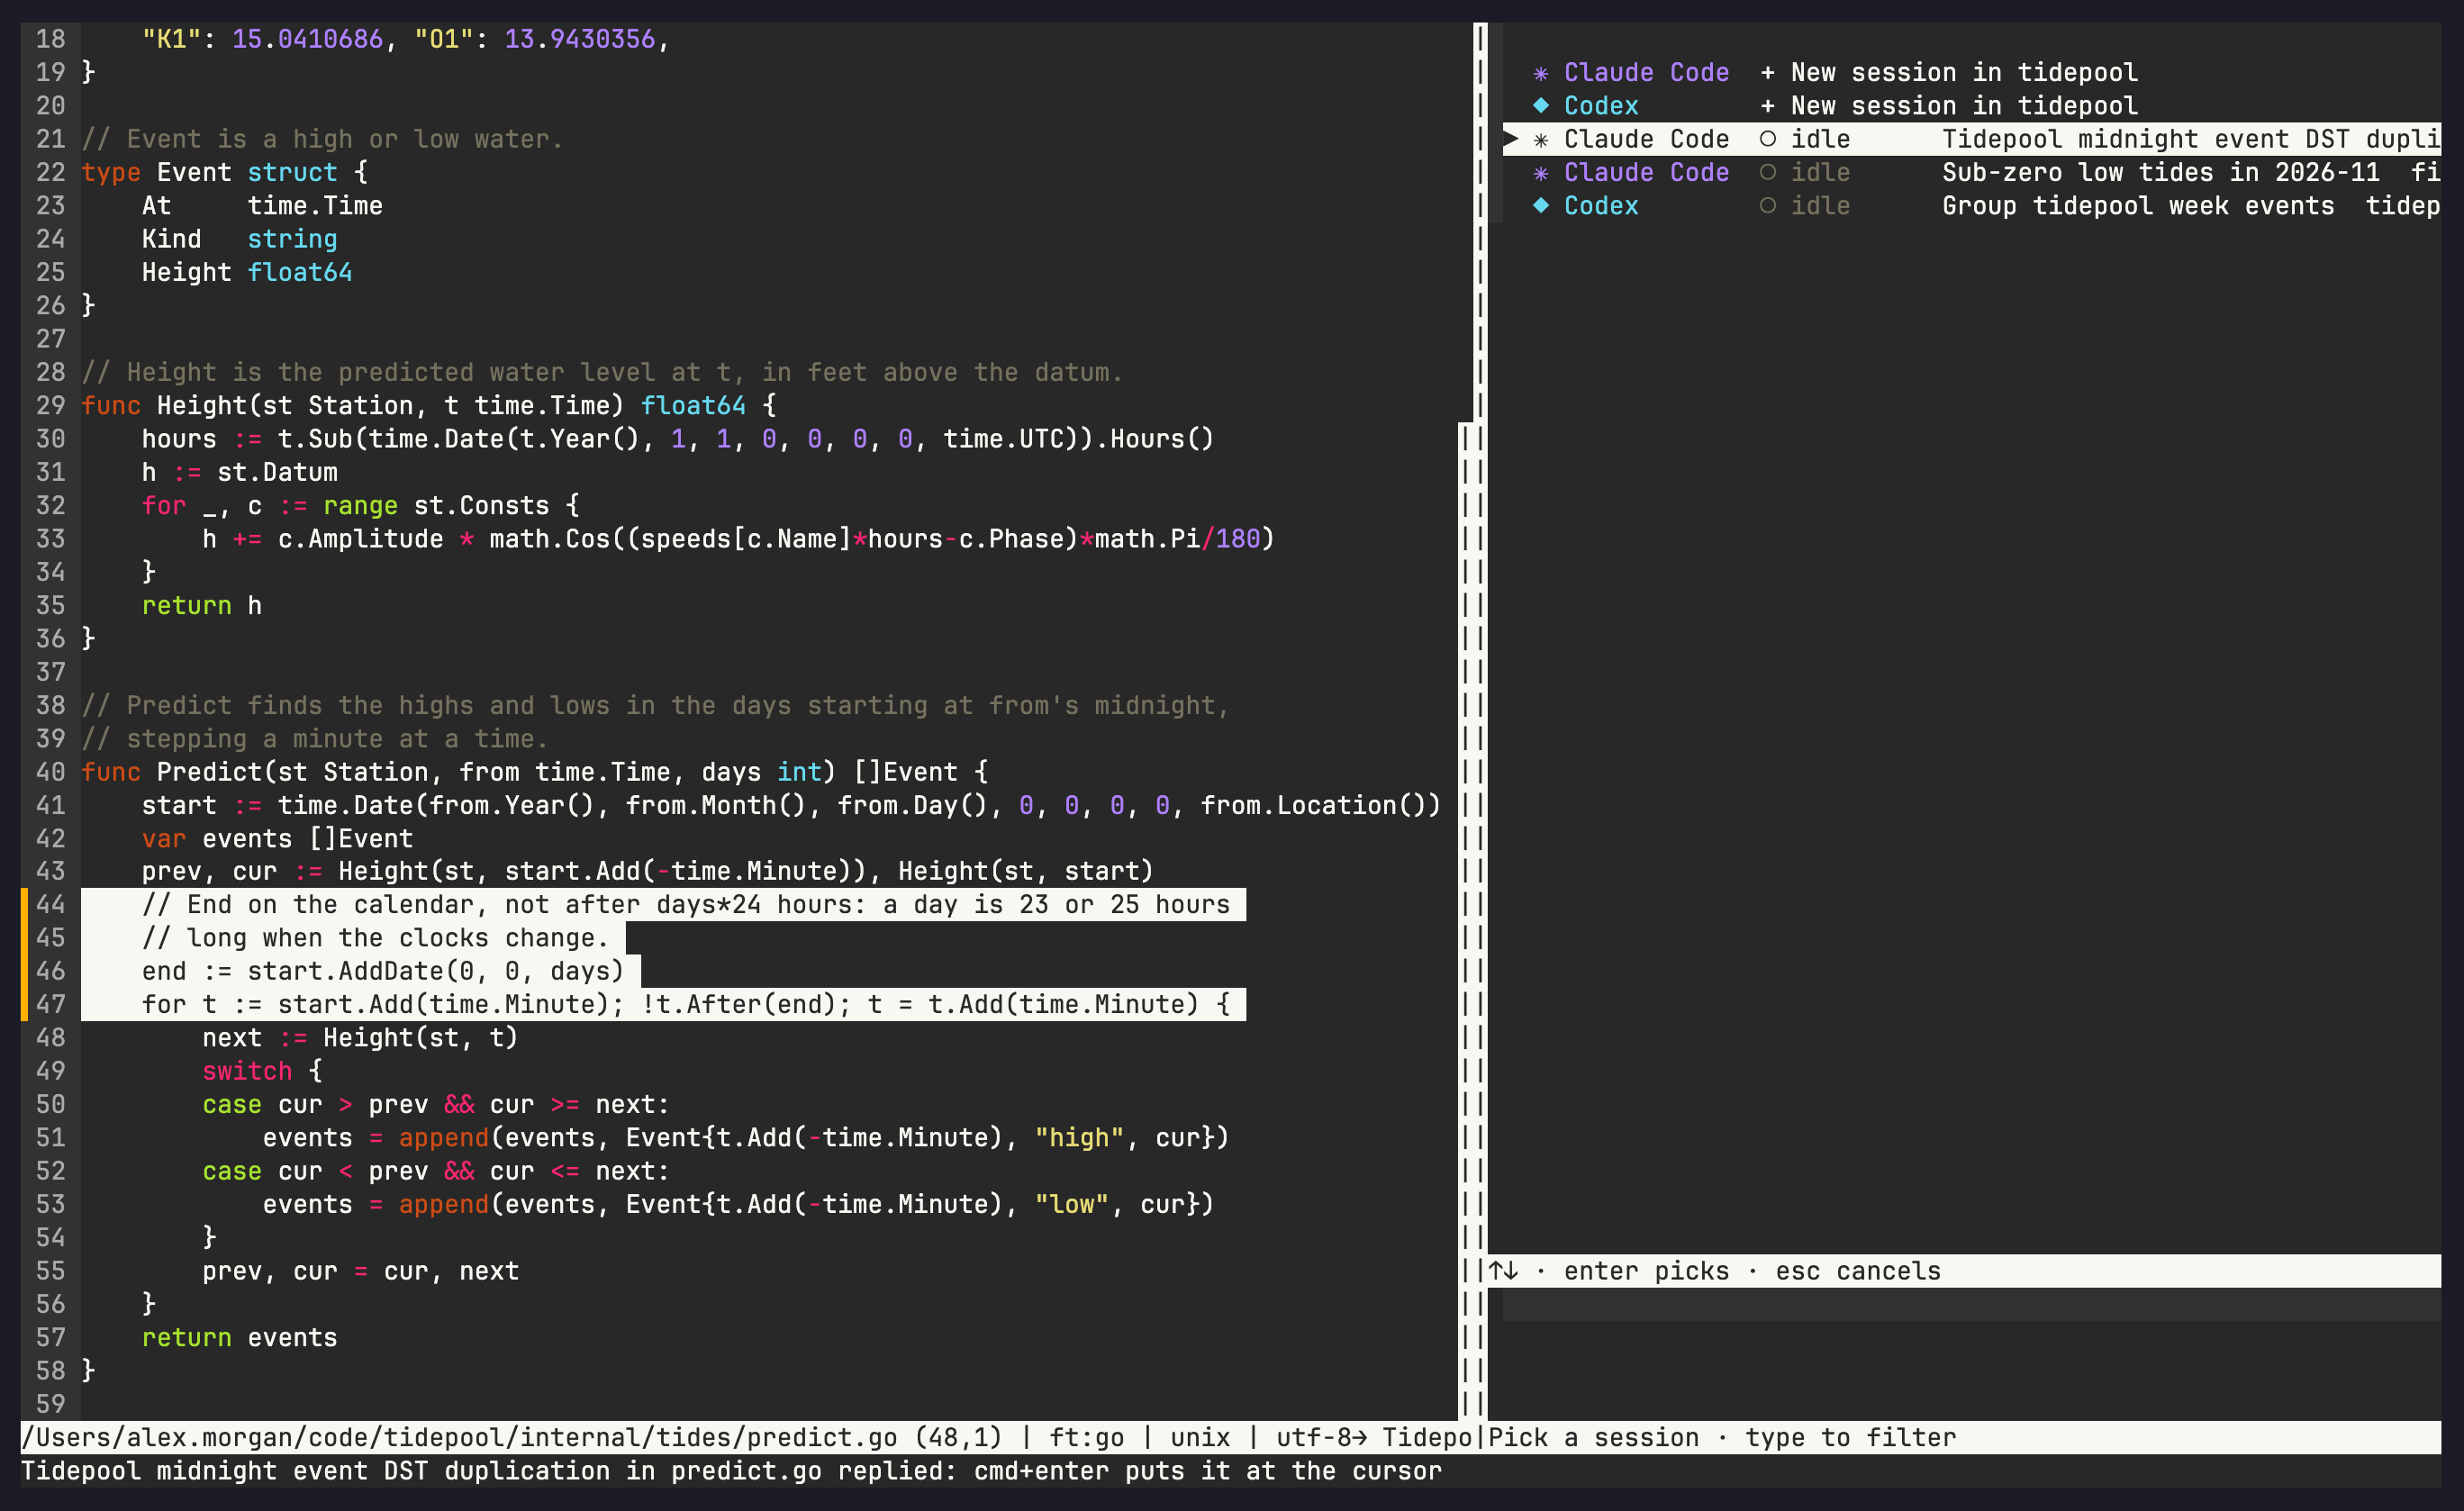 18     "K1": 15.0410686, "O1": 13.9430356,
19 }
20
21 // Event is a high or low water.
22 type Event struct {
23     At     time.Time
24     Kind   string
25     Height float64
26 }
27
28 // Height is the predicted water level at t, in feet above the datum.
29 func Height(st Station, t time.Time) float64 {
30     hours := t.Sub(time.Date(t.Year(), 1, 1, 0, 0, 0, 0, time.UTC)).Hours()
31     h := st.Datum
32     for _, c := range st.Consts {
33         h += c.Amplitude * math.Cos((speeds[c.Name]*hours-c.Phase)*math.Pi/180)
34     }
35     return h
36 }
37
38 // Predict finds the highs and lows in the days starting at from's midnight,
39 // stepping a minute at a time.
40 func Predict(st Station, from time.Time, days int) []Event {
41     start := time.Date(from.Year(), from.Month(), from.Day(), 0, 0, 0, 0, from.Location())
42     var events []Event
43     prev, cur := Height(st, start.Add(-time.Minute)), Height(st, start)
44     // End on the calendar, not after days*24 hours: a day is 23 or 25 hours
45     // long when the clocks change.
46     end := start.AddDate(0, 0, days)
47     for t := start.Add(time.Minute); !t.After(end); t = t.Add(time.Minute) {
48         next := Height(st, t)
49         switch {
50         case cur > prev && cur >= next:
51             events = append(events, Event{t.Add(-time.Minute), "high", cur})
52         case cur < prev && cur <= next:
53             events = append(events, Event{t.Add(-time.Minute), "low", cur})
54         }
55         prev, cur = cur, next
56     }
57     return events
58 }
59
/Users/alex.morgan/code/tidepool/internal/tides/predict.go (48,1) | ft:go | unix | utf-8→ Tidepo
✳ Claude Code  + New session in tidepool
◆ Codex        + New session in tidepool
▶ ✳ Claude Code  ○ idle      Tidepool midnight event DST dupli
✳ Claude Code  ○ idle      Sub-zero low tides in 2026-11  fi
◆ Codex        ○ idle      Group tidepool week events  tidep
↑↓ · enter picks · esc cancels
Pick a session · type to filter
Tidepool midnight event DST duplication in predict.go replied: cmd+enter puts it at the cursor